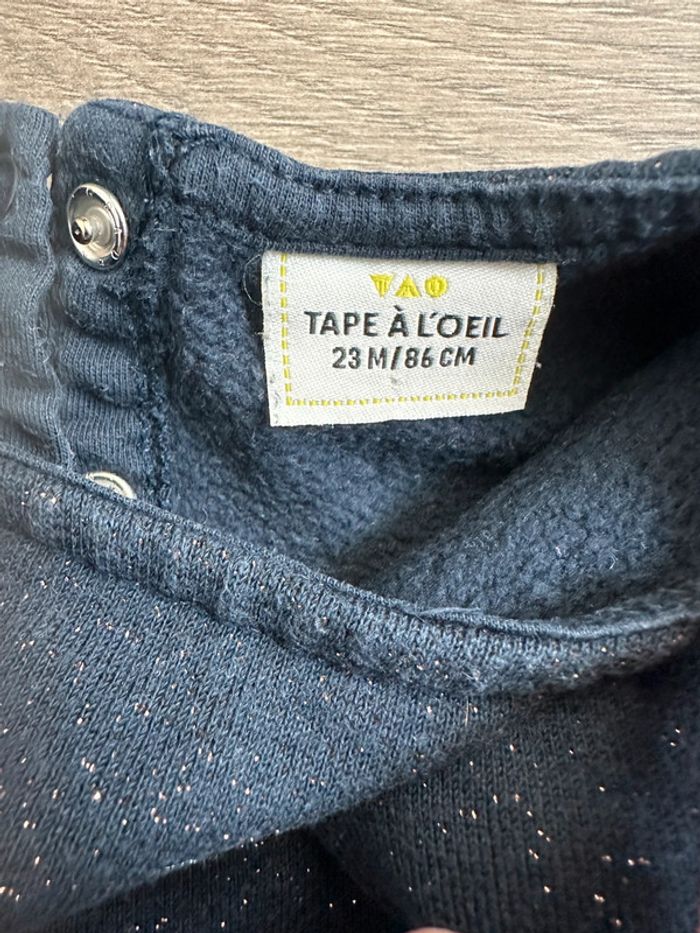 TAO
TAPE À L'OEIL
23 M/86 CM